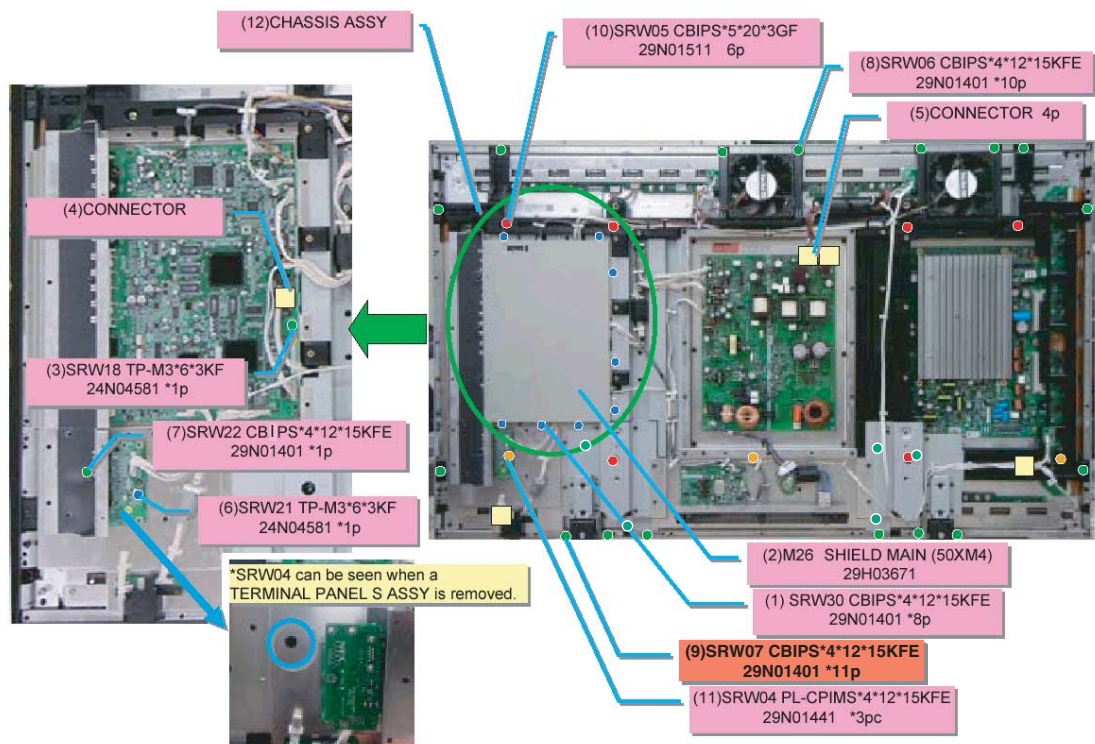 (12)CHASSIS ASSY
(10)SRW05 CBIPS*5*20*3GF
29N01511 6p
(8)SRW06 CBIPS*4*12*15KFE
29N01401 *10p
(5)CONNECTOR 4p
(4)CONNECTOR
(3)SRW18 TP-M3*6*3KF
24N04581 *1p
(7)SRW22 CBIPS*4*12*15KFE
29N01401 *1p
(6)SRW21 TP-M3*6*3KF
24N04581 *1p
*SRW04 can be seen when a
TERMINAL PANEL S ASSY is removed.
(2)M26 SHIELD MAIN (50XM4)
29H03671
(1) SRW30 CBIPS*4*12*15KFE
29N01401 *8p
(9)SRW07 CBIPS*4*12*15KFE
29N01401 *11p
(11)SRW04 PL-CPIMS*4*12*15KFE
29N01441 *3pc